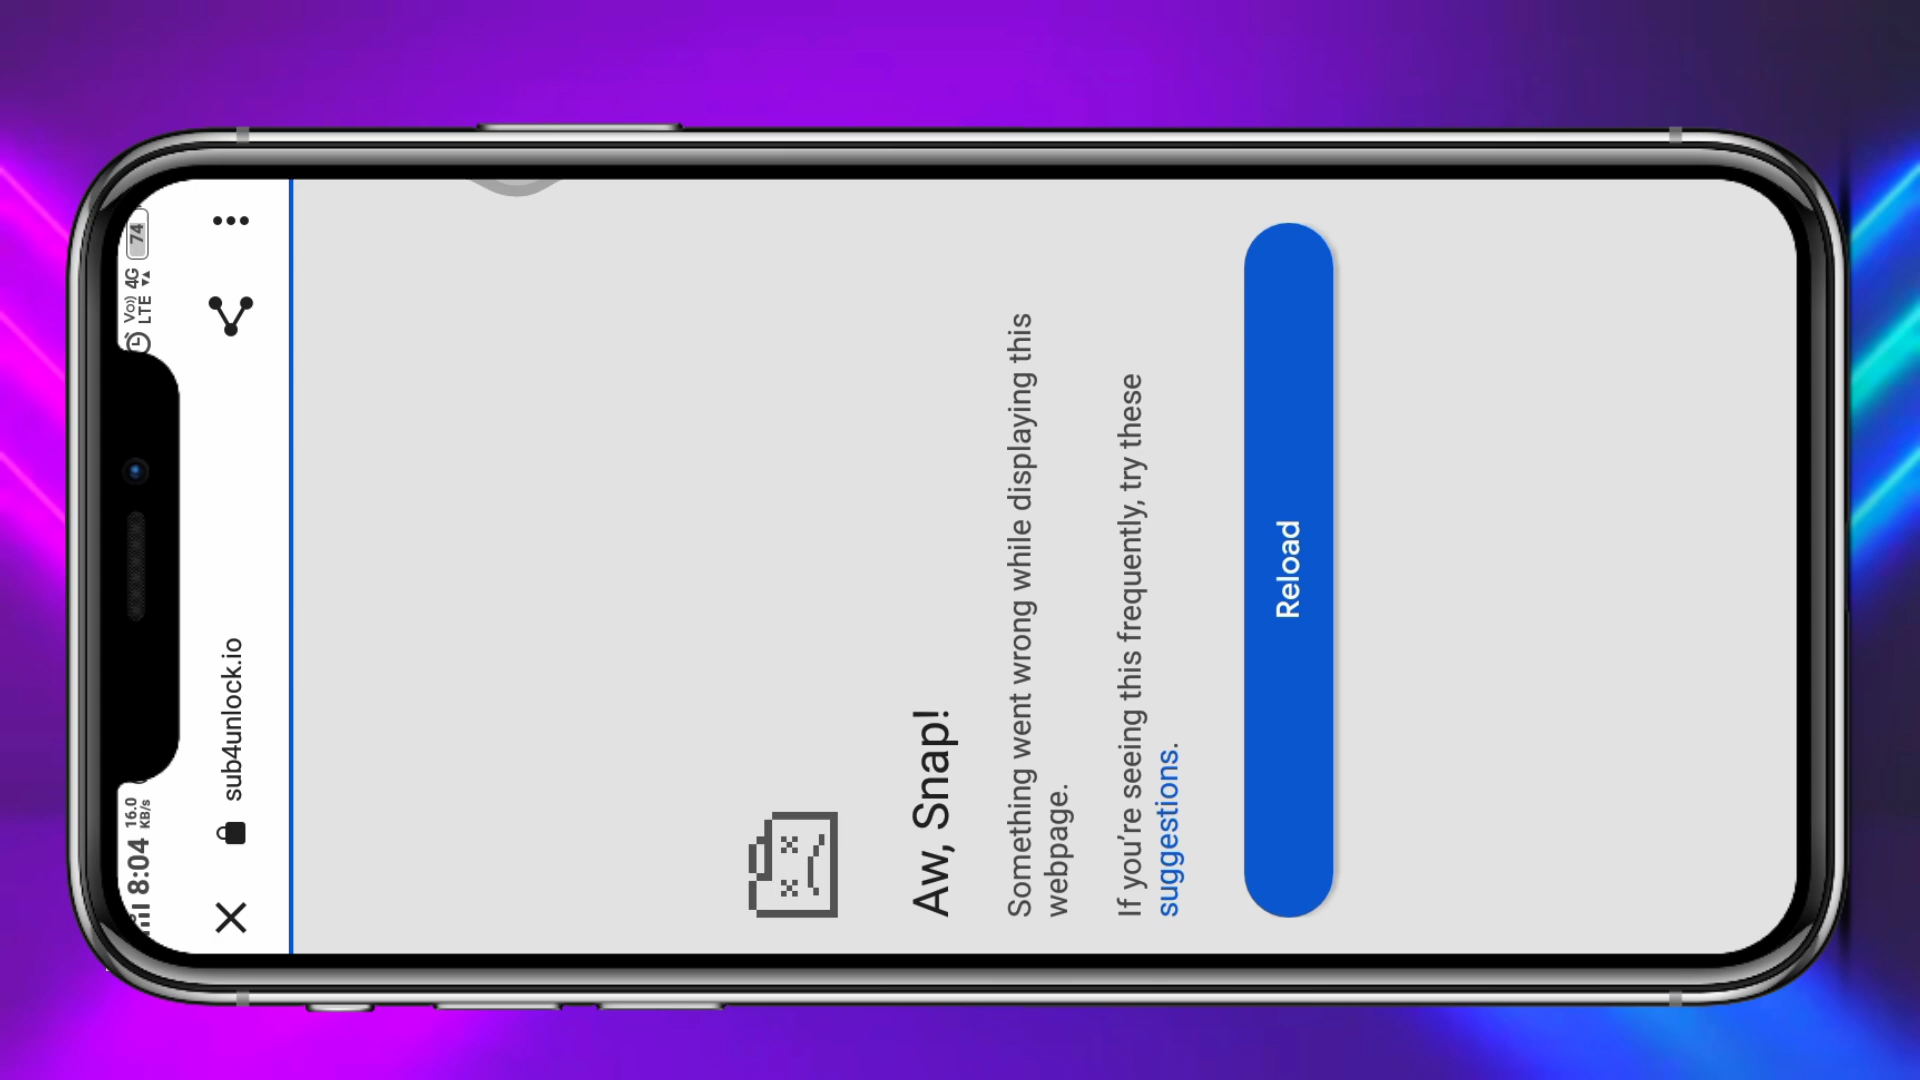 8:04 16.0 KB/s Vo)) LTE 4G 74
sub4unlock.io
Aw, Snap!
Something went wrong while displaying this
webpage.
If you're seeing this frequently, try these
suggestions.
Reload